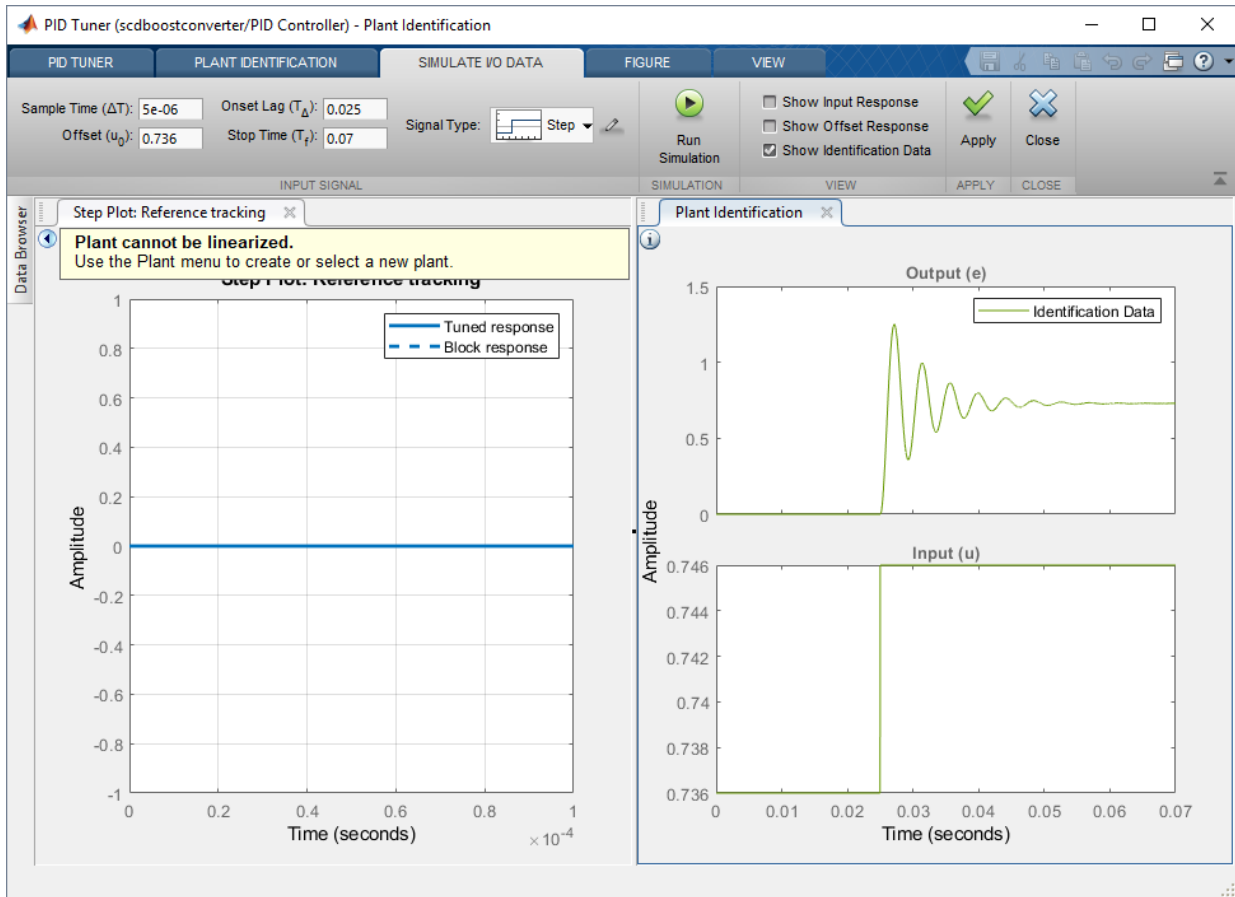 PID Tuner (scdboostconverter/PID Controller) - Plant Identification
PID TUNER
PLANT IDENTIFICATION
SIMULATE I/O DATA
FIGURE
VIEW
Sample Time (ΔT): 5e-06
Offset (u0): 0.736
Onset Lag (TΔ): 0.025
Stop Time (Tf): 0.07
Signal Type: Step
Run
Simulation
Show Input Response
Show Offset Response
Show Identification Data
Apply
Close
INPUT SIGNAL
SIMULATION
VIEW
APPLY
CLOSE
Data Browser
Step Plot: Reference tracking
Plant cannot be linearized.
Use the Plant menu to create or select a new plant.
Step Plot: Reference tracking
Tuned response
Block response
1
0.8
0.6
0.4
0.2
0
-0.2
-0.4
-0.6
-0.8
-1
Amplitude
0 0.2 0.4 0.6 0.8 1
Time (seconds)
× 10-4
Plant Identification
Output (e)
Identification Data
1.5
1
0.5
0
Amplitude
Input (u)
0.746
0.744
0.742
0.74
0.738
0.736
0 0.01 0.02 0.03 0.04 0.05 0.06 0.07
Time (seconds)